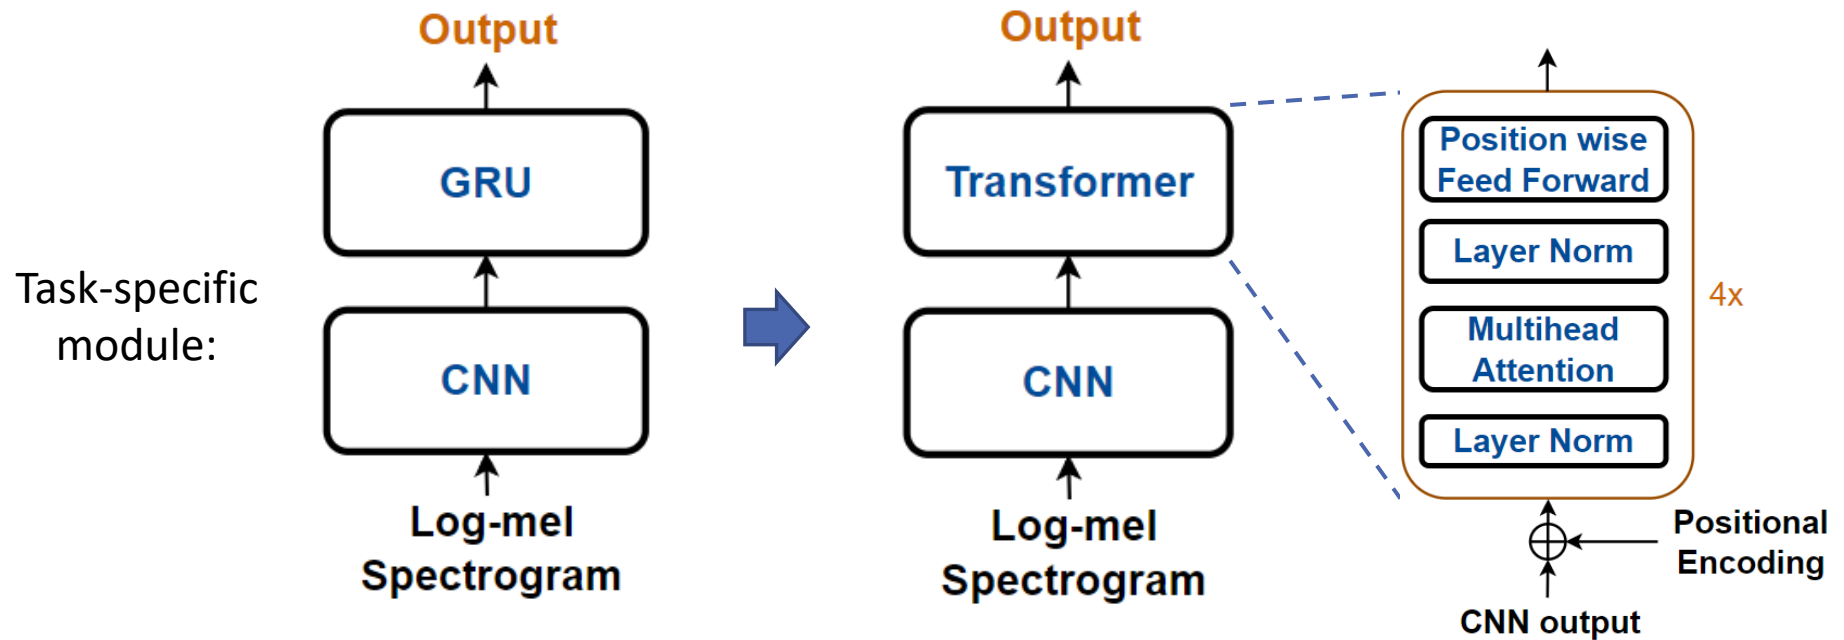 Task-specific
module:
Output
GRU
CNN
Log-mel
Spectrogram
Output
Transformer
CNN
Log-mel
Spectrogram
Position wise
Feed Forward
Layer Norm
Multihead
Attention
Layer Norm
4x
Positional
Encoding
CNN output